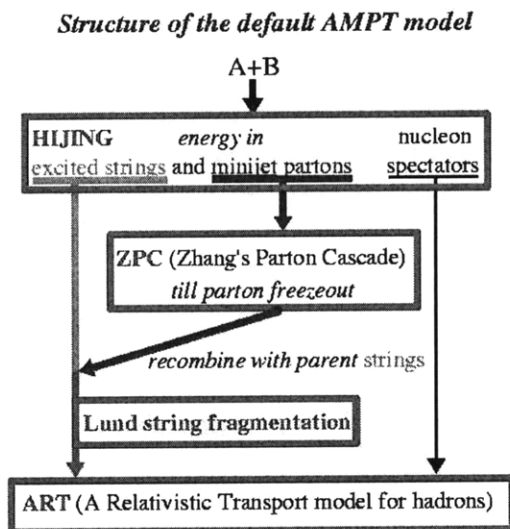 Structure of the default AMPT model
A+B
HIJING energy in nucleon
excited strings and minijet partons spectators
ZPC (Zhang's Parton Cascade)
till parton freezeout
recombine with parent strings
Lund string fragmentation
ART (A Relativistic Transport model for hadrons)